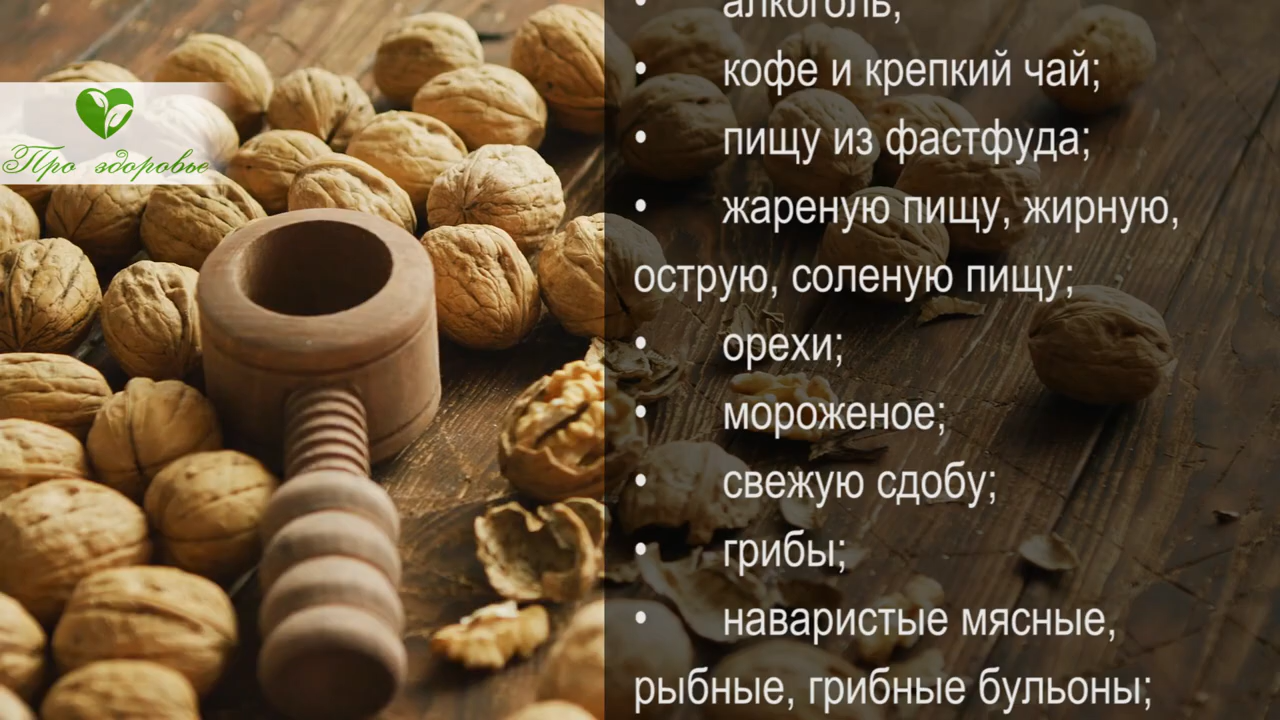 Про здоровье
• алкоголь;
• кофе и крепкий чай;
• пищу из фастфуда;
• жареную пищу, жирную,
острую, соленую пищу;
• орехи;
• мороженое;
• свежую сдобу;
• грибы;
• наваристые мясные,
рыбные, грибные бульоны;